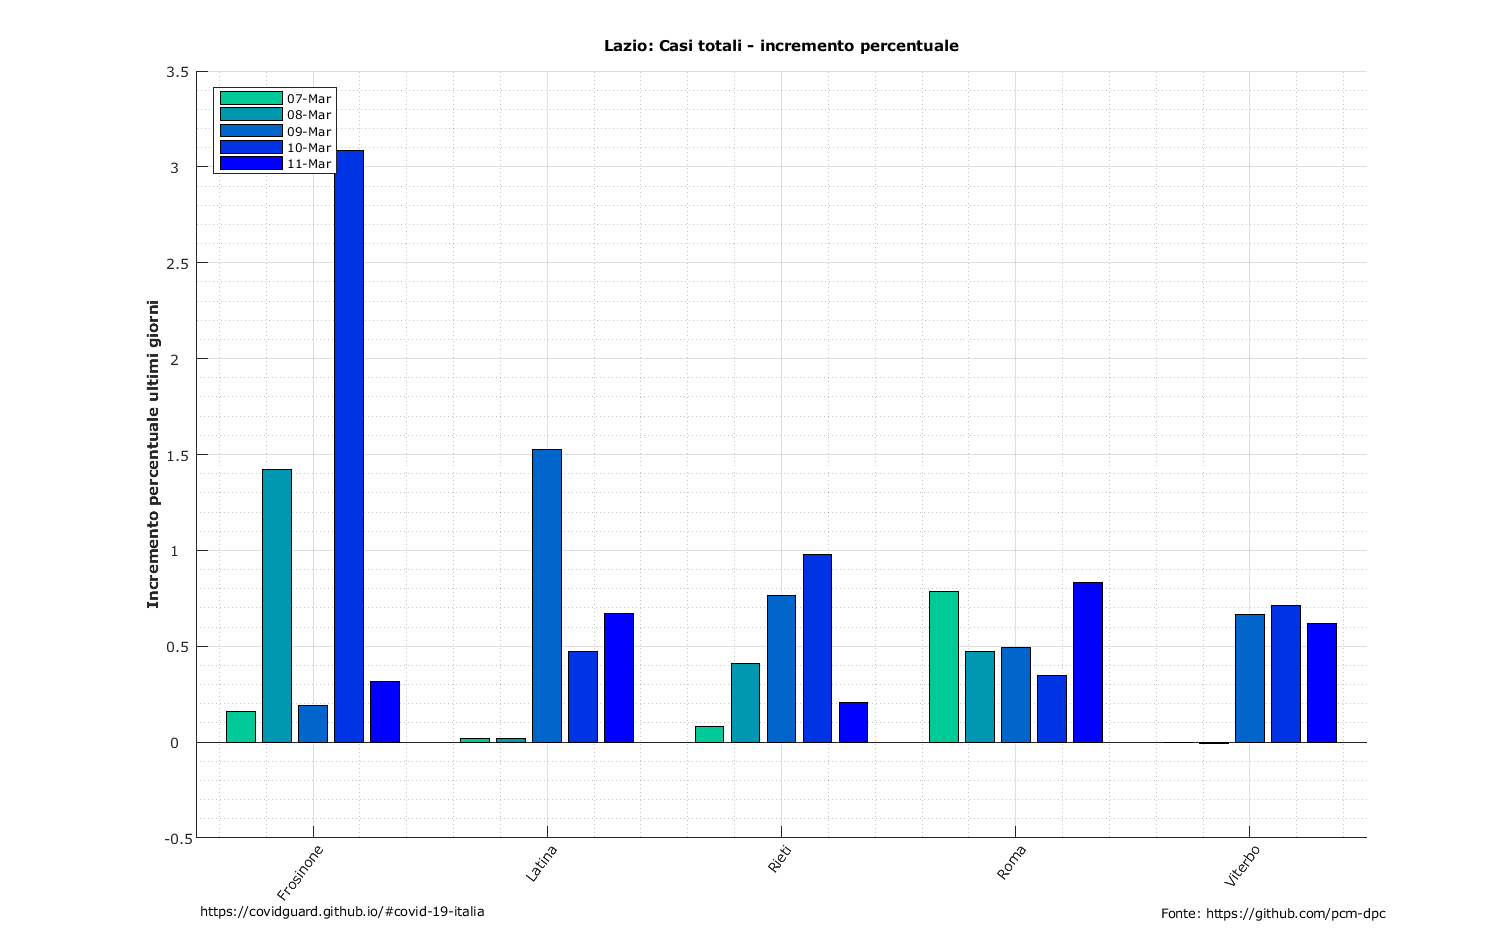 Lazio: Casi totali - incremento percentuale
3.5
3
2.5
2
1.5
1
0.5
0
-0.5
Incremento percentuale ultimi giorni
07-Mar
08-Mar
09-Mar
10-Mar
11-Mar
Frosinone
Latina
Rieti
Roma
Viterbo
https://covidguard.github.io/#covid-19-italia
Fonte: https://github.com/pcm-dpc